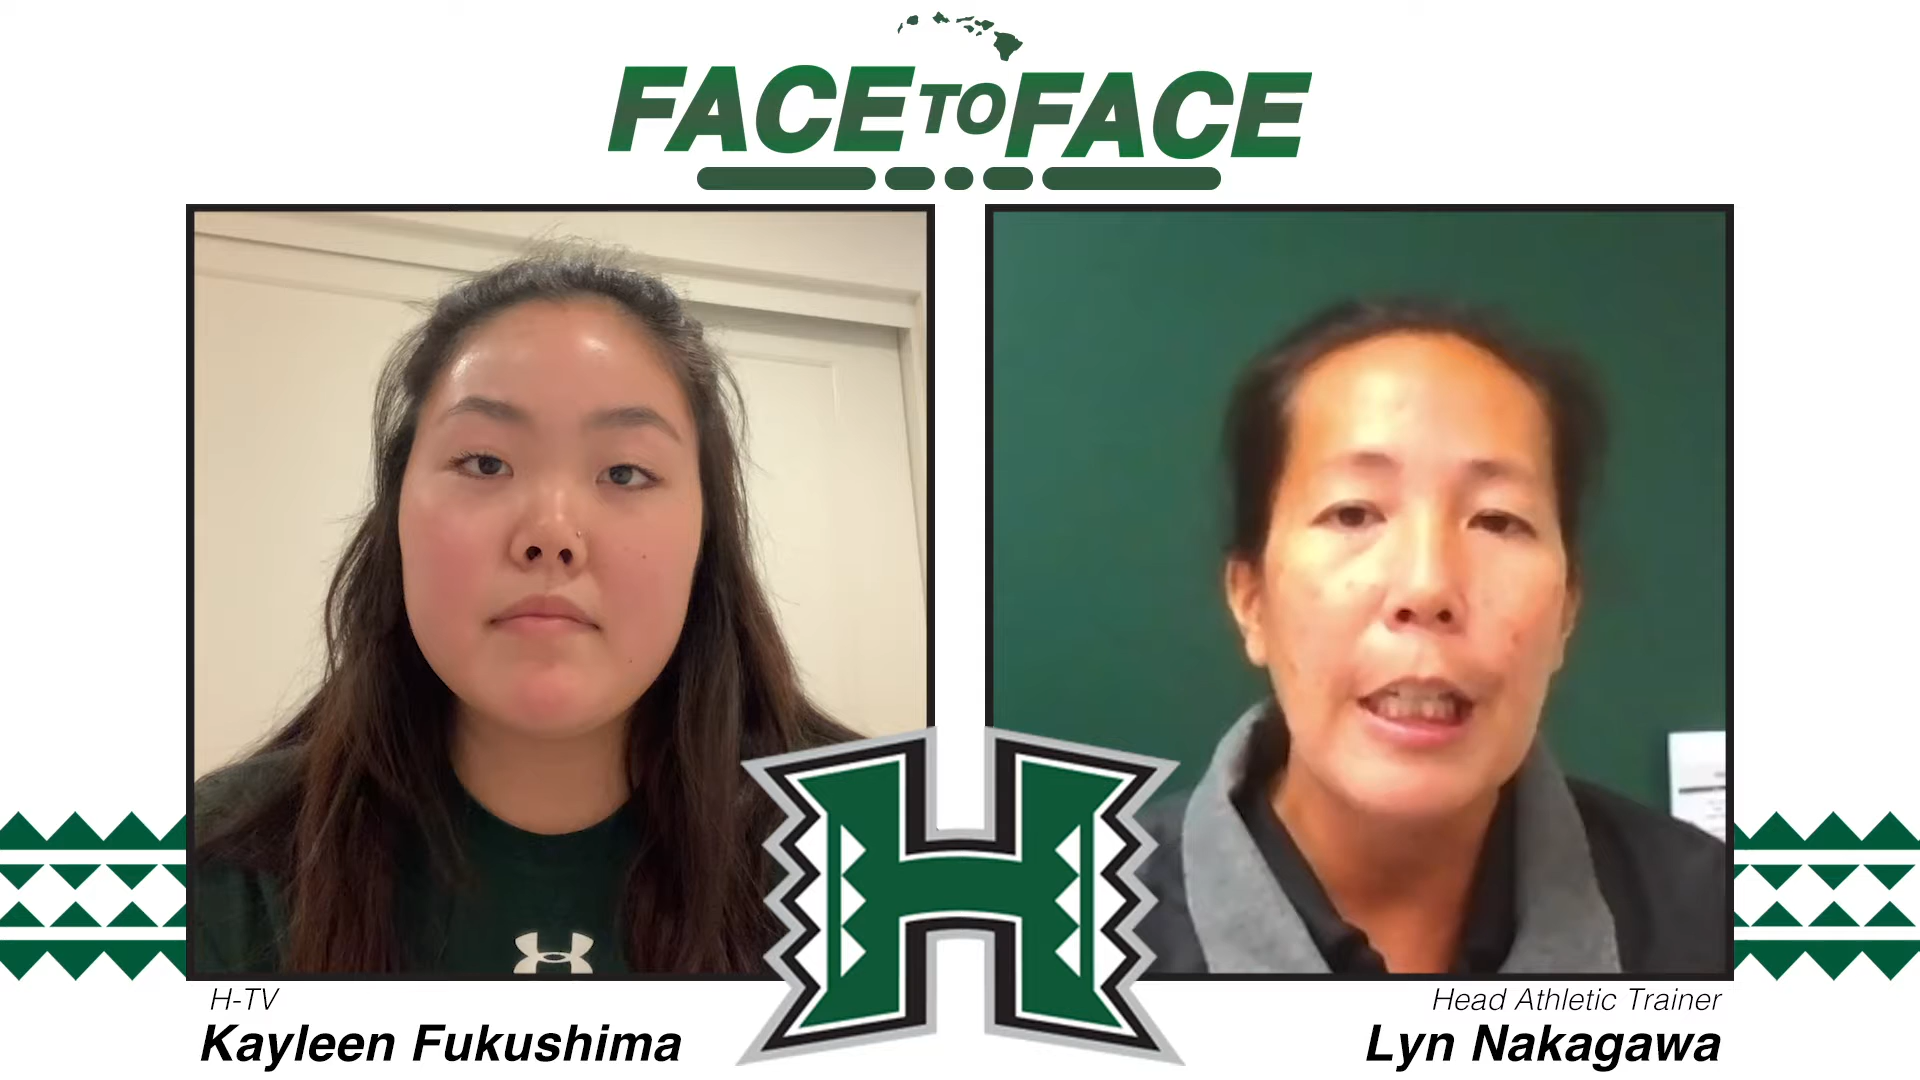 FACE TO FACE
H
H-TV
Kayleen Fukushima
Head Athletic Trainer
Lyn Nakagawa